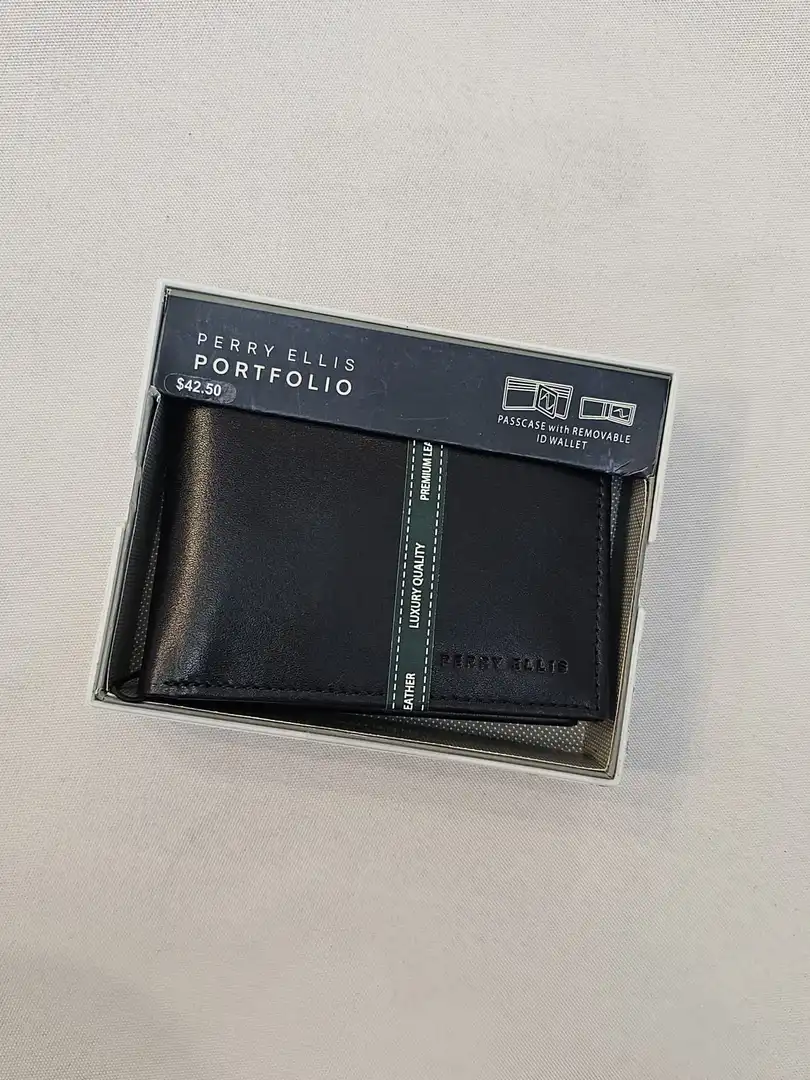 PERRY ELLIS
PORTFOLIO
$42.50
PASSCASE with REMOVABLE
ID WALLET
PREMIUM LEA
LUXURY QUALITY
EATHER
PERRY ELLIS